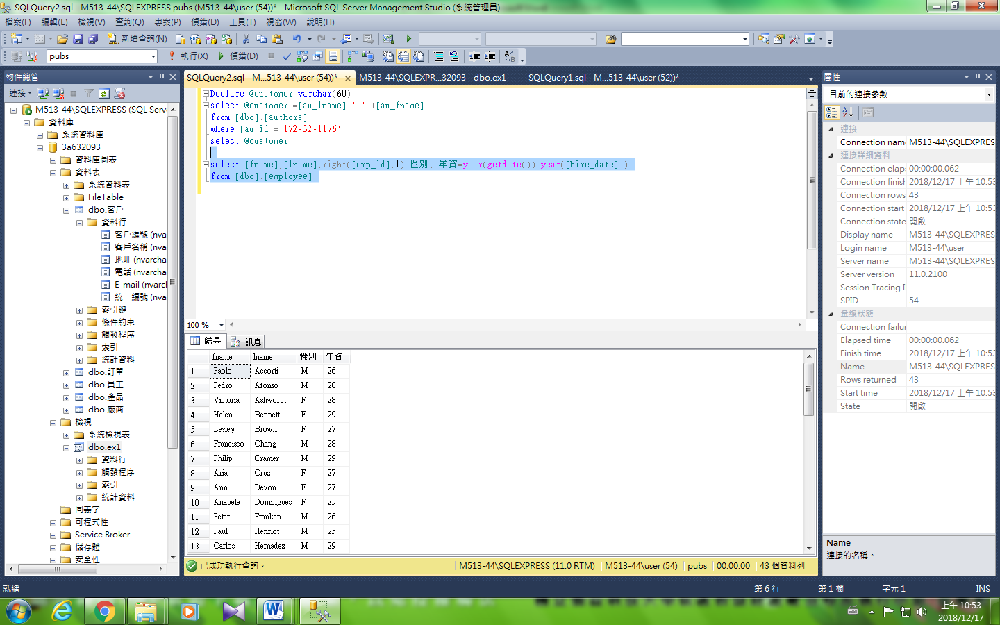 SQLQuery2.sql - M513-44\SQLEXPRESS.pubs (M513-44\user (54))* - Microsoft SQL Server Management Studio (系統管理員)
檔案(F) 編輯(E) 檢視(V) 查詢(Q) 專案(P) 偵錯(D) 工具(T) 視窗(W) 說明(H)
新增查詢(N)
pubs
執行(X) 偵錯(D)
物件總管
連接
M513-44\SQLEXPRESS (SQL Serv
資料庫
系統資料庫
3a632093
資料庫圖表
資料表
系統資料表
FileTable
dbo.客戶
資料行
客戶編號 (nva
客戶名稱 (nva
地址 (nvarcha
電話 (nvarcha
E-mail (nvarcl
統一編號 (nva
索引鍵
條件約束
觸發程序
索引
統計資料
dbo.訂單
dbo.員工
dbo.產品
dbo.廠商
檢視
系統檢視表
dbo.ex1
資料行
觸發程序
索引
統計資料
同義字
可程式性
Service Broker
儲存體
安全性
SQLQuery2.sql - M...513-44\user (54))* M513-44\SQLEXPR...32093 - dbo.ex1 SQLQuery1.sql - M...513-44\user (52))*
Declare @customer varchar(60)
select @customer =[au_lname]+' ' +[au_fname]
from [dbo].[authors]
where [au_id]='172-32-1176'
select @customer
select [fname],[lname],right([emp_id],1) 性別, 年資=year(getdate())-year([hire_date] )
from [dbo].[employee]
100 %
結果 訊息
fname lname 性別 年資
1 Paolo Accorti M 26
2 Pedro Afonso M 28
3 Victoria Ashworth F 28
4 Helen Bennett F 29
5 Lesley Brown F 27
6 Francisco Chang M 28
7 Philip Cramer M 29
8 Aria Cruz F 27
9 Ann Devon F 27
10 Anabela Domingues F 25
11 Peter Franken M 26
12 Paul Henriot M 25
13 Carlos Hernadez M 29
已成功執行查詢。 M513-44\SQLEXPRESS (11.0 RTM) M513-44\user (54) pubs 00:00:00 43 個資料列
屬性
目前的連接參數
連接
Connection nam M513-44\SQLEXPRESS
連接詳細資料
Connection elap 00:00:00.062
Connection finish 2018/12/17 上午 10:53
Connection rows 43
Connection start 2018/12/17 上午 10:53
Connection state 開啟
Display name M513-44\SQLEXPRESS
Login name M513-44\user
Server name M513-44\SQLEXPRESS
Server version 11.0.2100
Session Tracing I
SPID 54
彙總狀態
Connection failur
Elapsed time 00:00:00.062
Finish time 2018/12/17 上午 10:53
Name M513-44\SQLEXPRESS
Rows returned 43
Start time 2018/12/17 上午 10:53
State 開啟
Name
連接的名稱。
就緒 第 6 行 第 1 欄 字元 1 INS
上午 10:53
2018/12/17